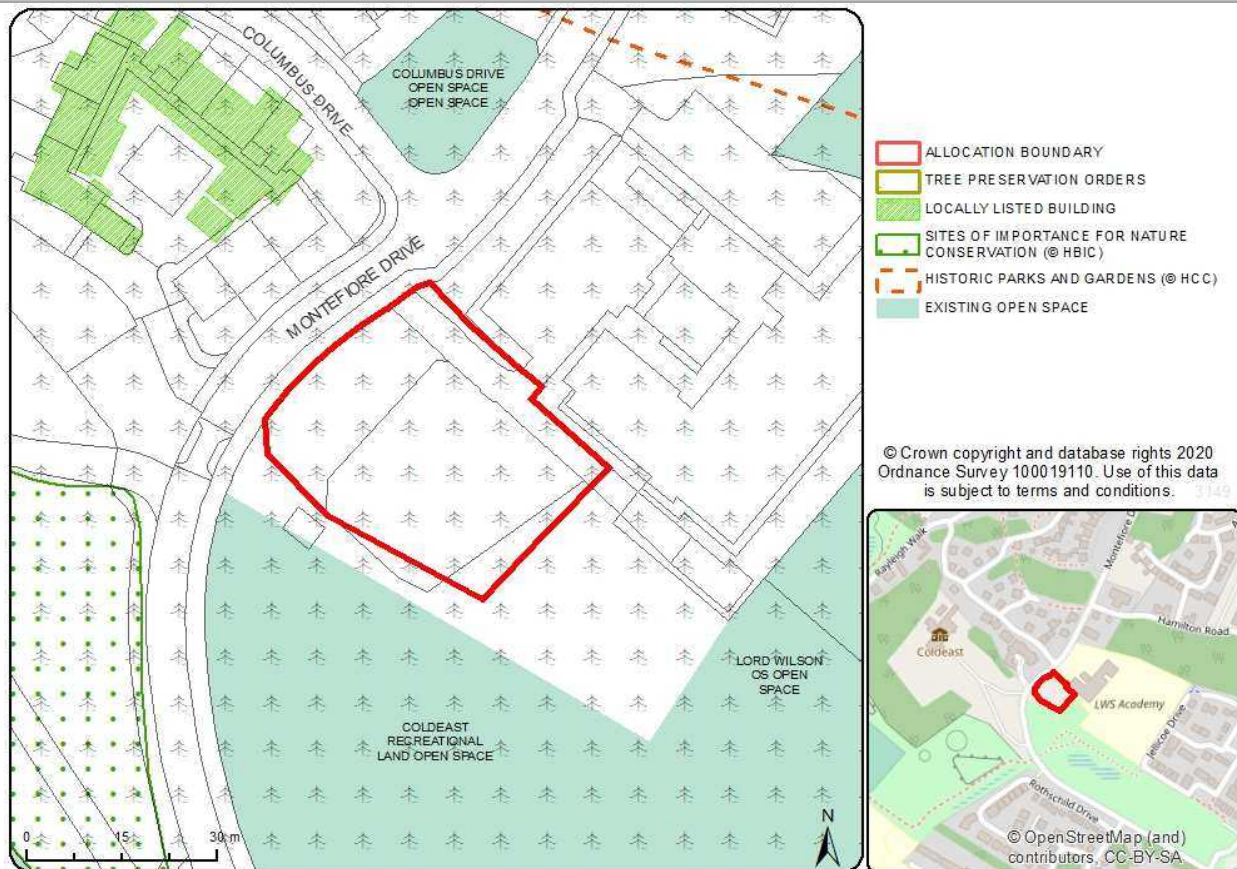 COLUMBUS DRIVE
COLUMBUS DRIVE
OPEN SPACE
OPEN SPACE
MONTEFIORE DRIVE
LORD WILSON
OS OPEN
SPACE
COLDEAST
RECREATIONAL
LAND OPEN SPACE
0 15 30 m
N
ALLOCATION BOUNDARY
TREE PRESERVATION ORDERS
LOCALLY LISTED BUILDING
SITES OF IMPORTANCE FOR NATURE
CONSERVATION (© HBIC)
HISTORIC PARKS AND GARDENS (© HCC)
EXISTING OPEN SPACE
© Crown copyright and database rights 2020
Ordnance Survey 100019110. Use of this data
is subject to terms and conditions. 3149
Rayleigh Walk
Montefiore D
Hamilton Road
Coldeast
LWS Academy
Jellicoe Drive
Rothschild Drive
© OpenStreetMap (and)
contributors, CC-BY-SA